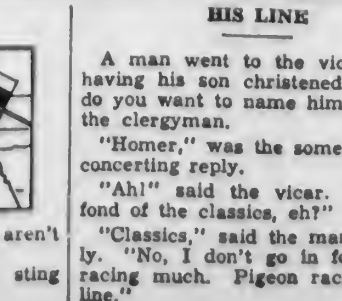 HIS LINE
A man went to the vic
having his son christened
do you want to name him
the clergyman.
"Homer," was the some
concerting reply.
"Ah!" said the vicar.
fond of the classics, eh?"
"Classics," said the mar
ly. "No, I don't go in fo
racing much. Pigeon rac
line."
aren't
sting